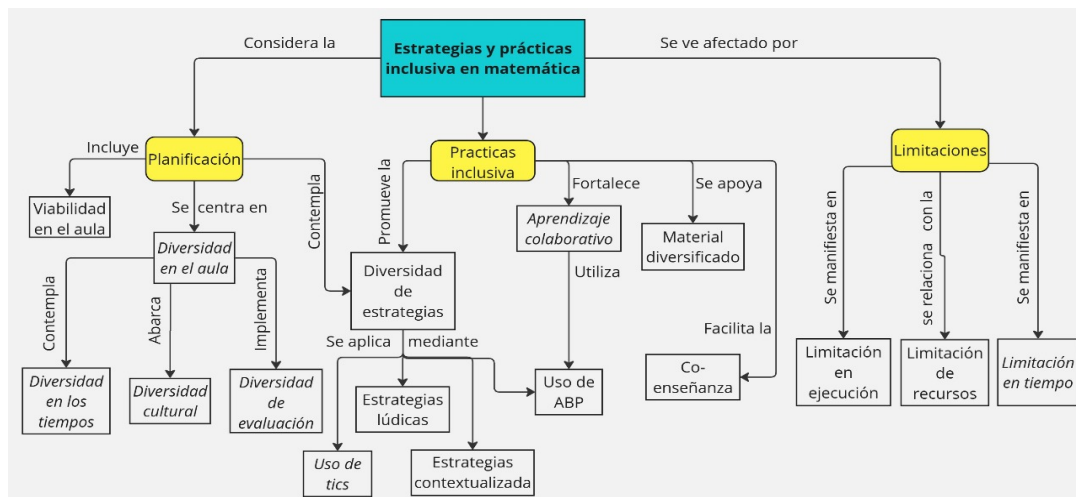 Considera la
Estrategias y prácticas
inclusiva en matemática
Se ve afectado por
Incluye
Planificación
Practicas
inclusiva
Limitaciones
Viabilidad
en el aula
Se centra en
Contempla
Promueve la
Fortalece
Se apoya
Aprendizaje
colaborativo
Material
diversificado
Diversidad
en el aula
Diversidad
de
estrategias
Utiliza
Se manifiesta en
se relaciona con la
Se manifiesta en
Contempla
Abarca
Implementa
Se aplica mediante
Facilita la
Diversidad
en los
tiempos
Diversidad
cultural
Diversidad
de
evaluación
Estrategias
lúdicas
Uso de
ABP
Co-
enseñanza
Limitación
en
ejecución
Limitación
de
recursos
Limitación
en tiempo
Uso de
tics
Estrategias
contextualizada